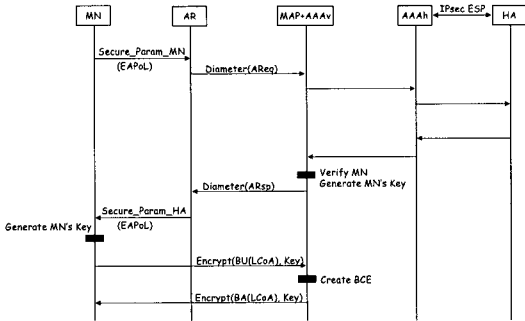 IPsec ESP
MN AR MAP+AAAv AAAh HA
Secure_Param_MN
(EAPoL)
Diameter(AReq)
Verify MN
Generate MN's Key
Diameter(ARsp)
Secure_Param_HA
(EAPoL)
Generate MN's Key
Encrypt(BU(LCoA), Key)
Create BCE
Encrypt(BA(LCoA), Key)